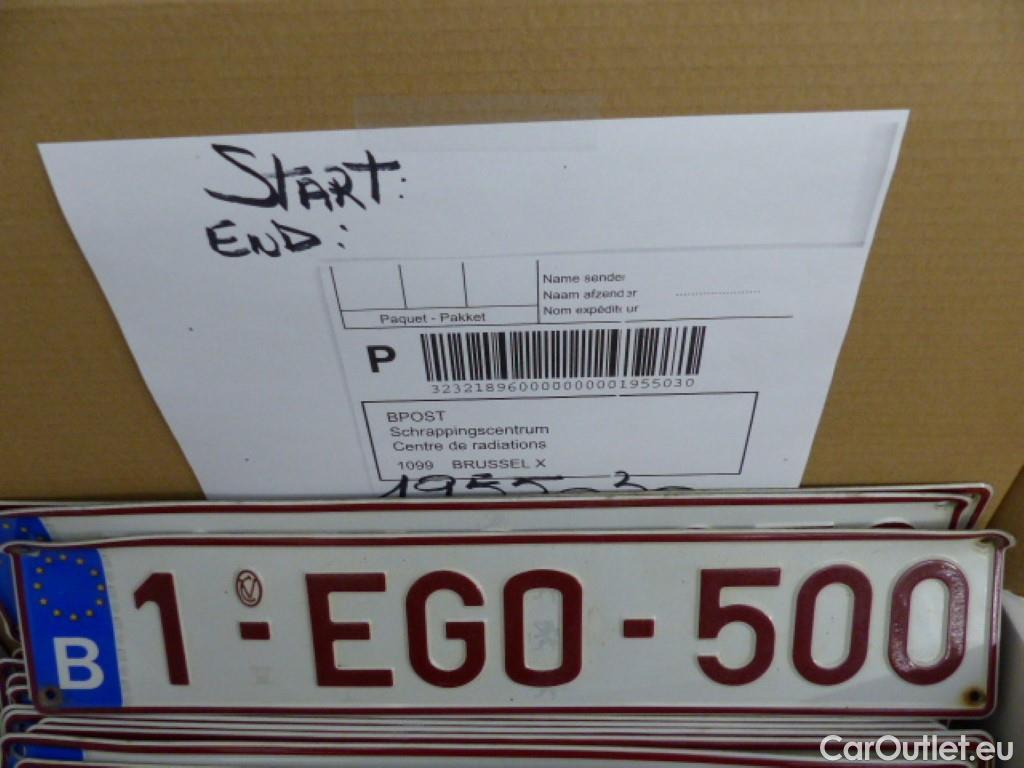 START:
END:
Name sender
Naam afzender
Nom expéditeur
Paquet - Pakket
P
3232189600000000001955030
BPOST
Schrappingscentrum
Centre de radiations
1099 BRUSSEL X
B 1-EGO-500
CarOutlet.eu